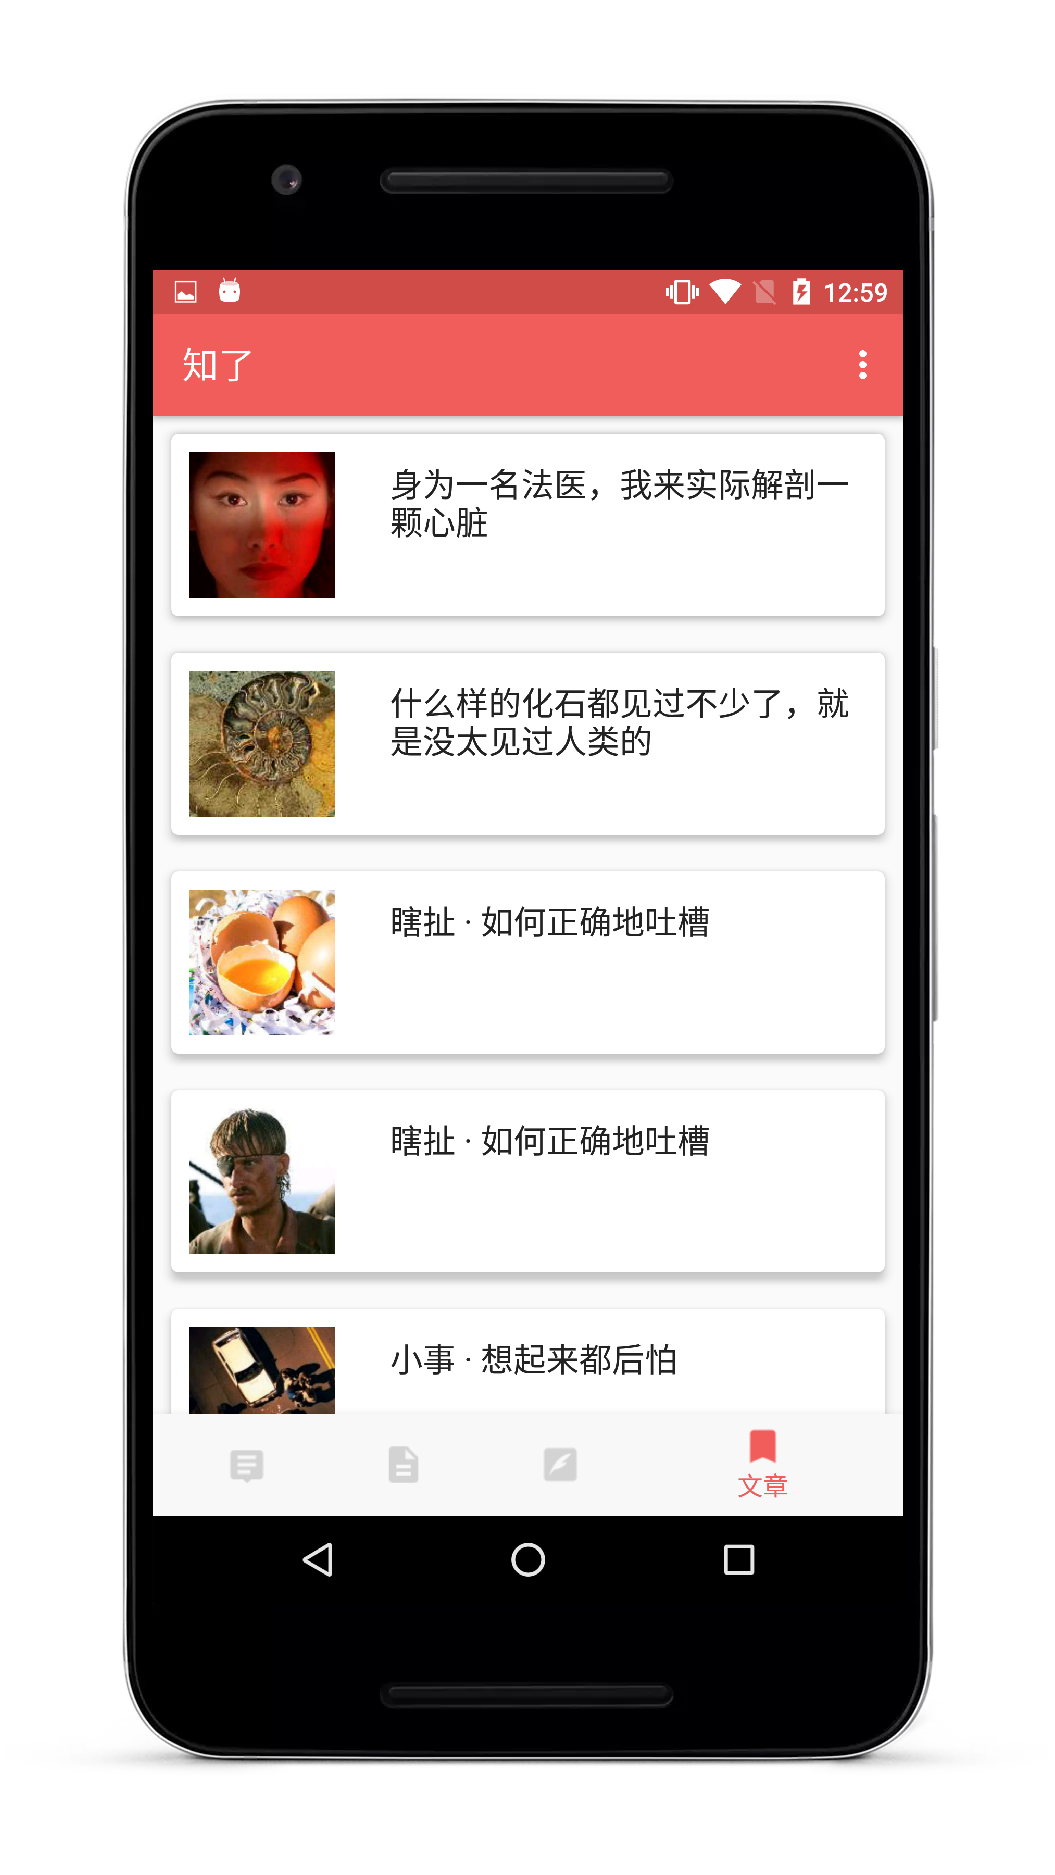 12:59
知了
身为一名法医，我来实际解剖一
颗心脏
什么样的化石都见过不少了，就
是没太见过人类的
瞎扯 · 如何正确地吐槽
瞎扯 · 如何正确地吐槽
小事 · 想起来都后怕
文章